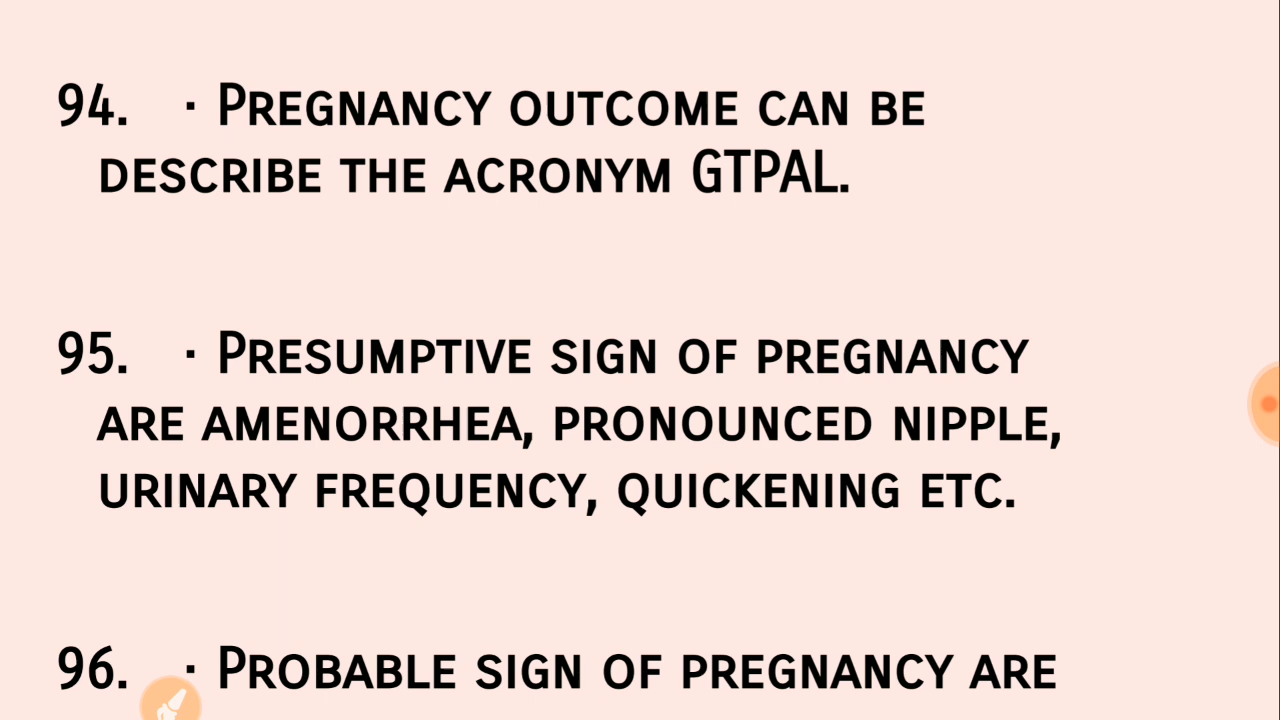 94. · Pregnancy outcome can be
describe the acronym GTPAL.
95. · Presumptive sign of pregnancy
are amenorrhea, pronounced nipple,
urinary frequency, quickening etc.
96. · Probable sign of pregnancy are